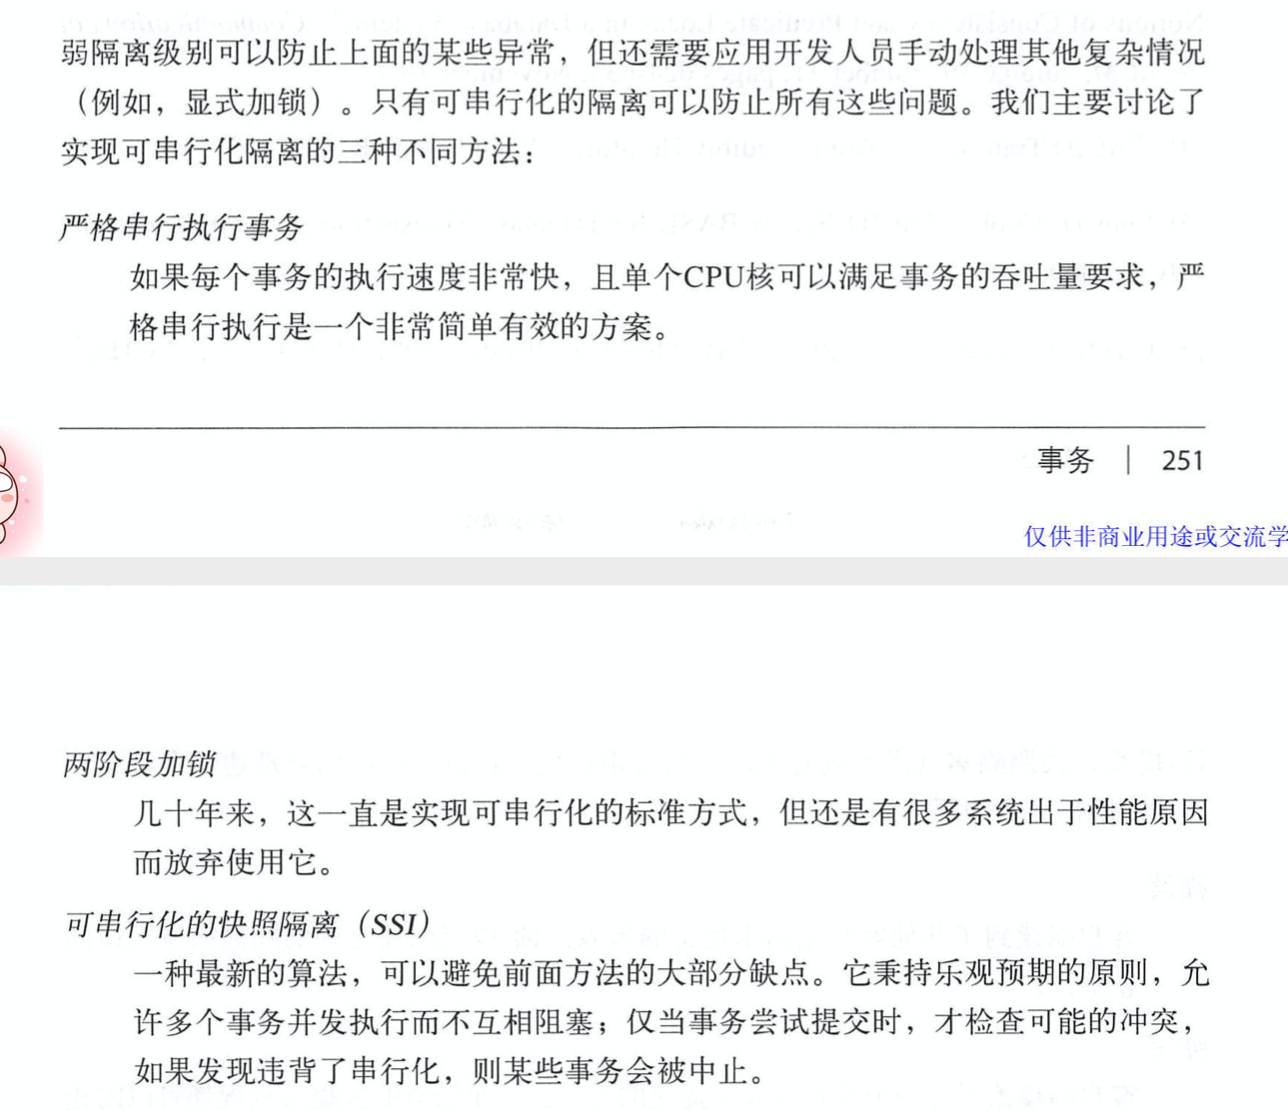 弱隔离级别可以防止上面的某些异常，但还需要应用开发人员手动处理其他复杂情况
（例如，显式加锁）。只有可串行化的隔离可以防止所有这些问题。我们主要讨论了
实现可串行化隔离的三种不同方法：
严格串行执行事务
如果每个事务的执行速度非常快，且单个CPU核可以满足事务的吞吐量要求，严
格串行执行是一个非常简单有效的方案。
事务 | 251
仅供非商业用途或交流学
两阶段加锁
几十年来，这一直是实现可串行化的标准方式，但还是有很多系统出于性能原因
而放弃使用它。
可串行化的快照隔离（SSI）
一种最新的算法，可以避免前面方法的大部分缺点。它秉持乐观预期的原则，允
许多个事务并发执行而不互相阻塞；仅当事务尝试提交时，才检查可能的冲突，
如果发现违背了串行化，则某些事务会被中止。